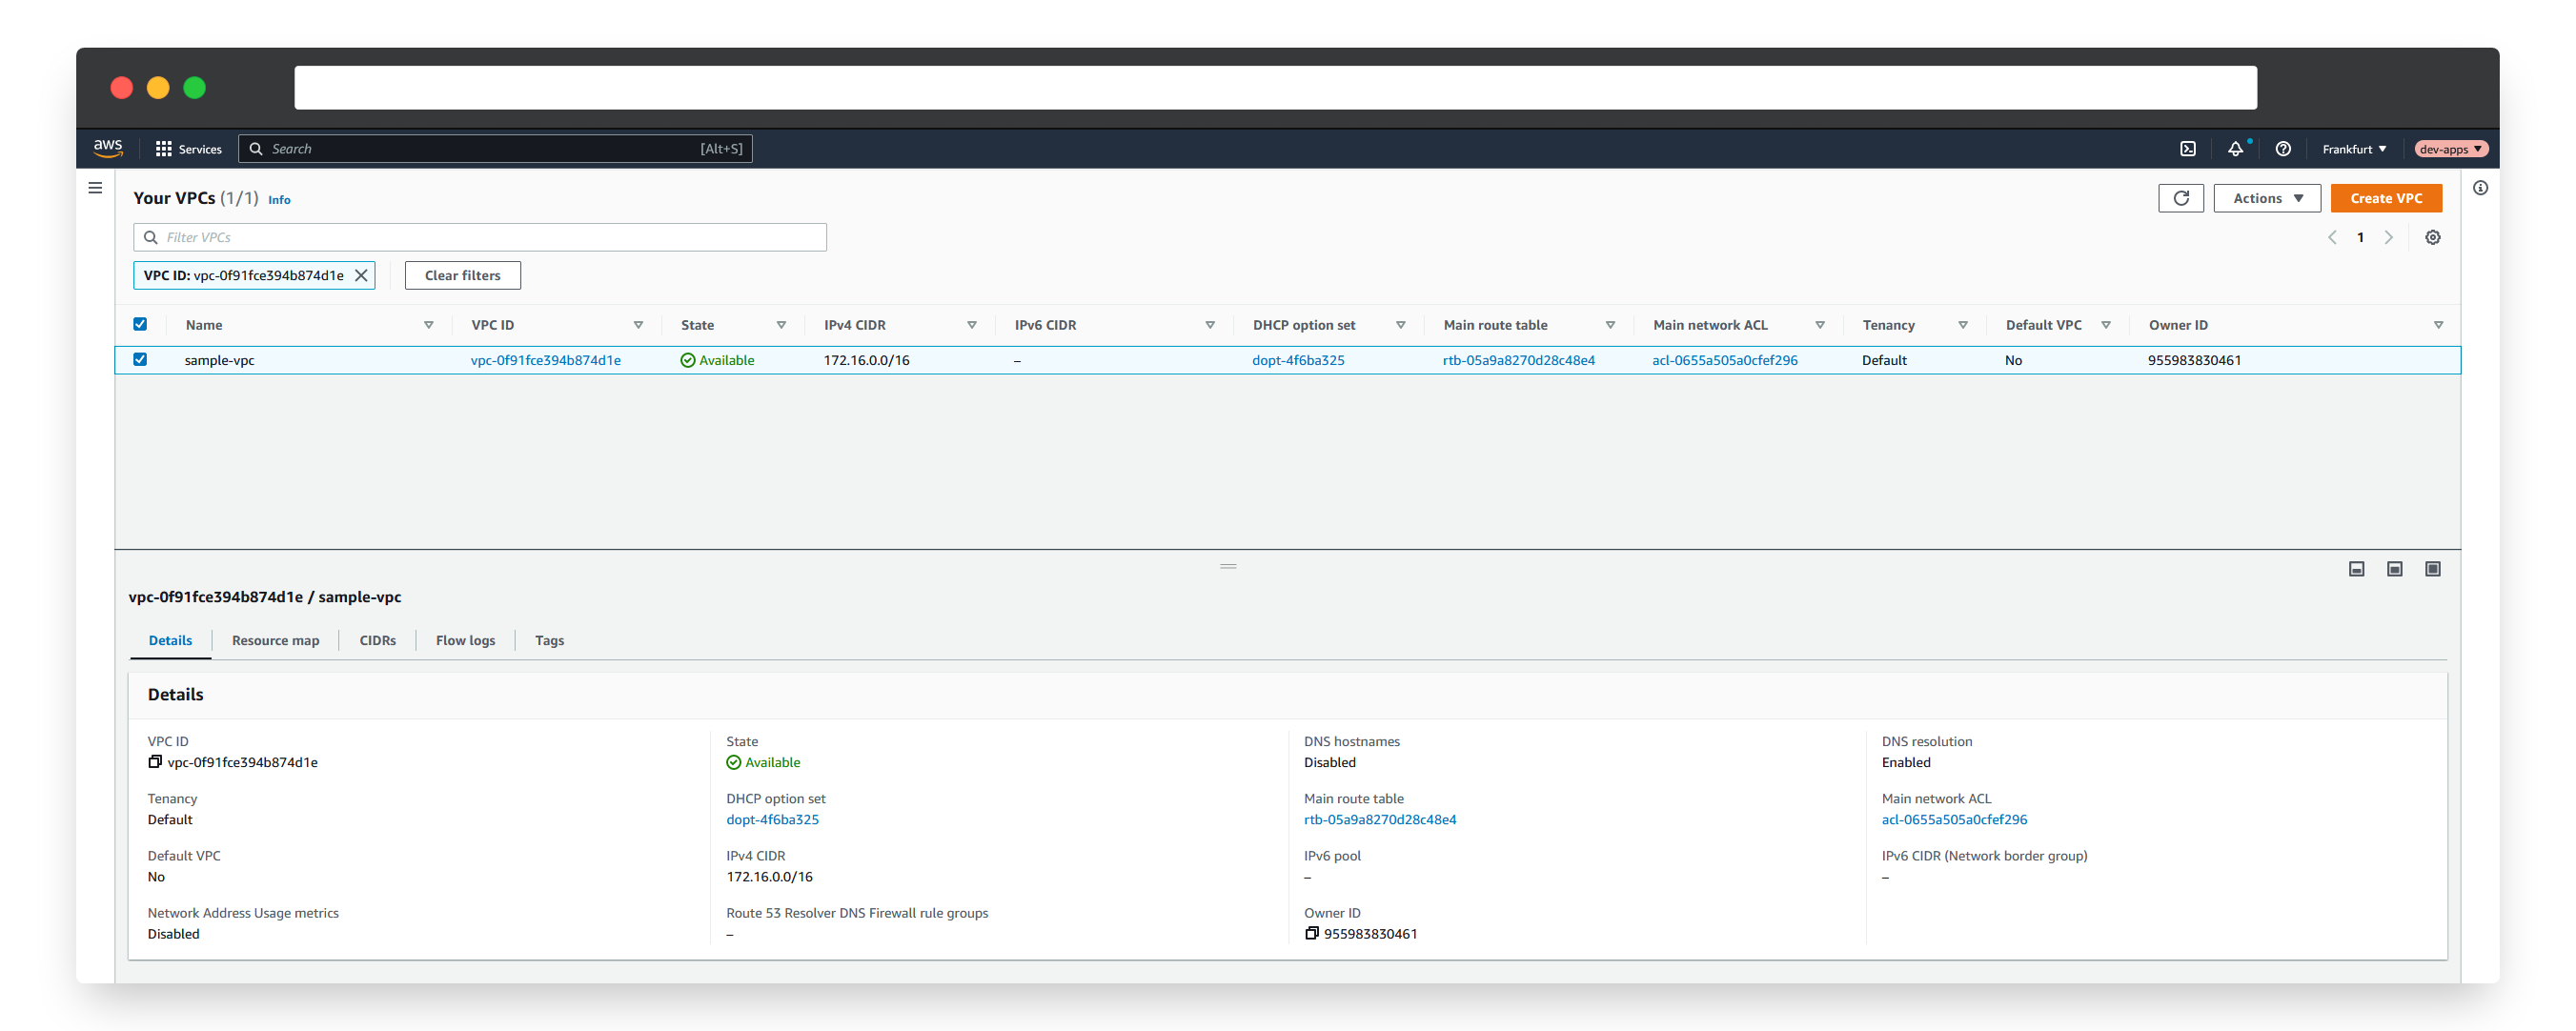 aws Services Search [Alt+S] Frankfurt dev-apps
Your VPCs (1/1) Info Actions Create VPC
Filter VPCs 1
VPC ID: vpc-0f91fce394b874d1e Clear filters
Name VPC ID State IPv4 CIDR IPv6 CIDR DHCP option set Main route table Main network ACL Tenancy Default VPC Owner ID
sample-vpc vpc-0f91fce394b874d1e Available 172.16.0.0/16 – dopt-4f6ba325 rtb-05a9a8270d28c48e4 acl-0655a505a0cfef296 Default No 955983830461
vpc-0f91fce394b874d1e / sample-vpc
Details Resource map CIDRs Flow logs Tags
Details
VPC ID State DNS hostnames DNS resolution
vpc-0f91fce394b874d1e Available Disabled Enabled
Tenancy DHCP option set Main route table Main network ACL
Default dopt-4f6ba325 rtb-05a9a8270d28c48e4 acl-0655a505a0cfef296
Default VPC IPv4 CIDR IPv6 pool IPv6 CIDR (Network border group)
No 172.16.0.0/16 – –
Network Address Usage metrics Route 53 Resolver DNS Firewall rule groups Owner ID
Disabled – 955983830461